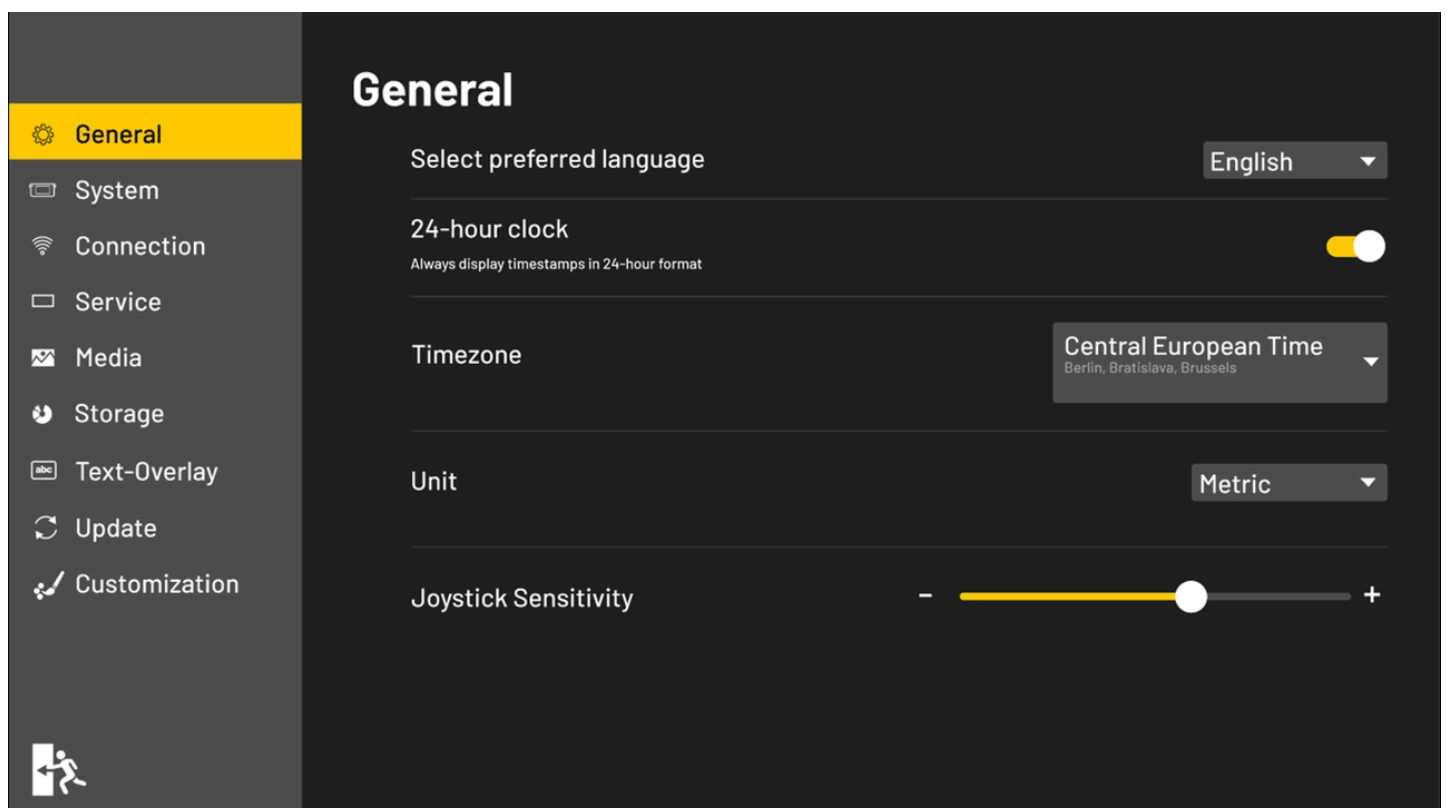 General
System
Connection
Service
Media
Storage
abc Text-Overlay
Update
Customization
General
Select preferred language English
24-hour clock
Always display timestamps in 24-hour format
Timezone Central European Time
Berlin, Bratislava, Brussels
Unit Metric
Joystick Sensitivity - +